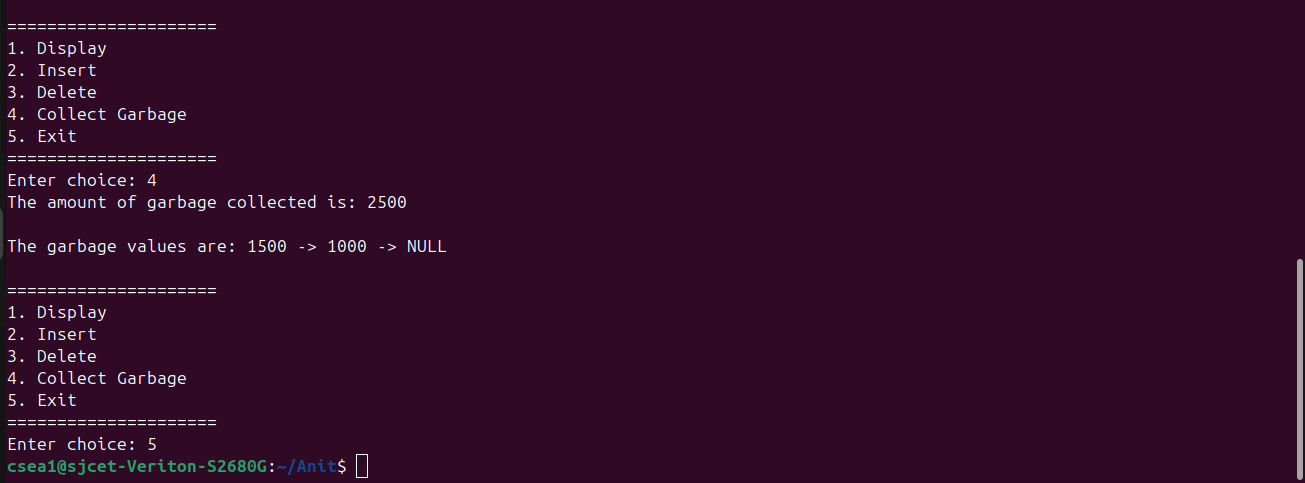 =====================
1. Display
2. Insert
3. Delete
4. Collect Garbage
5. Exit
=====================
Enter choice: 4
The amount of garbage collected is: 2500
The garbage values are: 1500 -> 1000 -> NULL
=====================
1. Display
2. Insert
3. Delete
4. Collect Garbage
5. Exit
=====================
Enter choice: 5
csea1@sjcet-Veriton-S2680G:~/Anit$